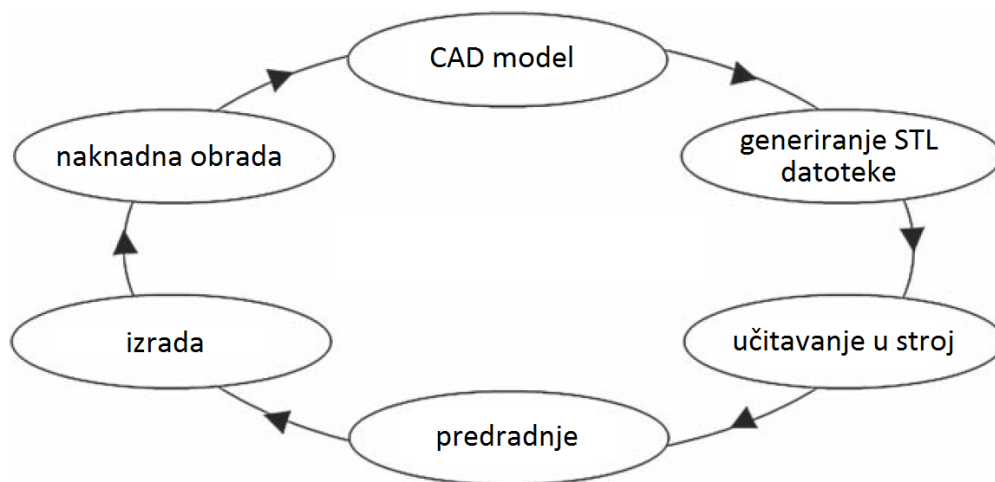 CAD model
generiranje STL
datoteke
učitavanje u stroj
predradnje
izrada
naknadna obrada